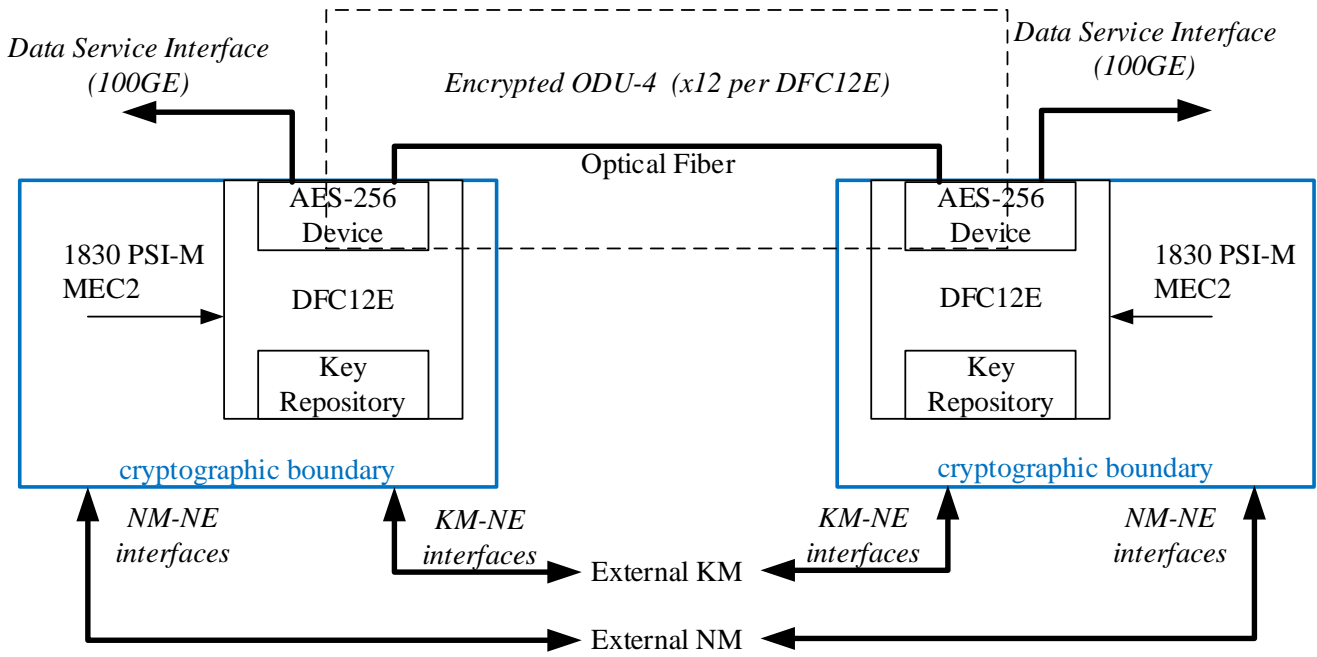 Data Service Interface
(100GE)
Encrypted ODU-4 (x12 per DFC12E)
Data Service Interface
(100GE)
Optical Fiber
AES-256
Device
1830 PSI-M
MEC2
DFC12E
Key
Repository
cryptographic boundary
AES-256
Device
1830 PSI-M
MEC2
DFC12E
Key
Repository
cryptographic boundary
NM-NE
interfaces
KM-NE
interfaces
KM-NE
interfaces
NM-NE
interfaces
External KM
External NM